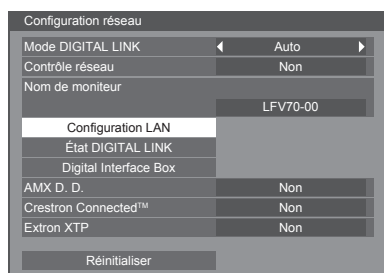 Configuration réseau
Mode DIGITAL LINK Auto
Contrôle réseau Non
Nom de moniteur
LFV70-00
Configuration LAN
État DIGITAL LINK
Digital Interface Box
AMX D. D. Non
Crestron Connected™ Non
Extron XTP Non
Réinitialiser